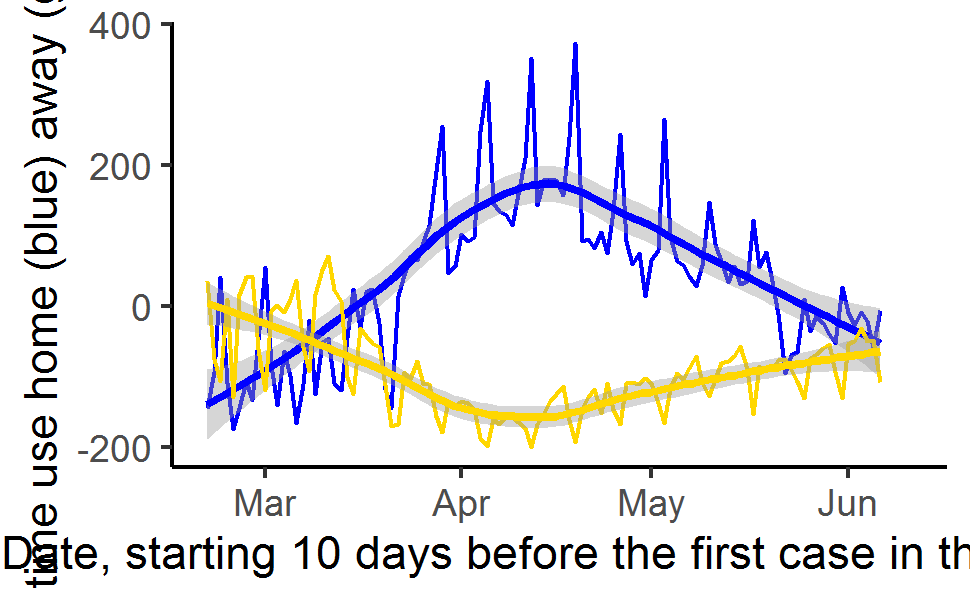 time use home (blue) away (
400
200
0
-200
Mar Apr May Jun
Date, starting 10 days before the first case in th